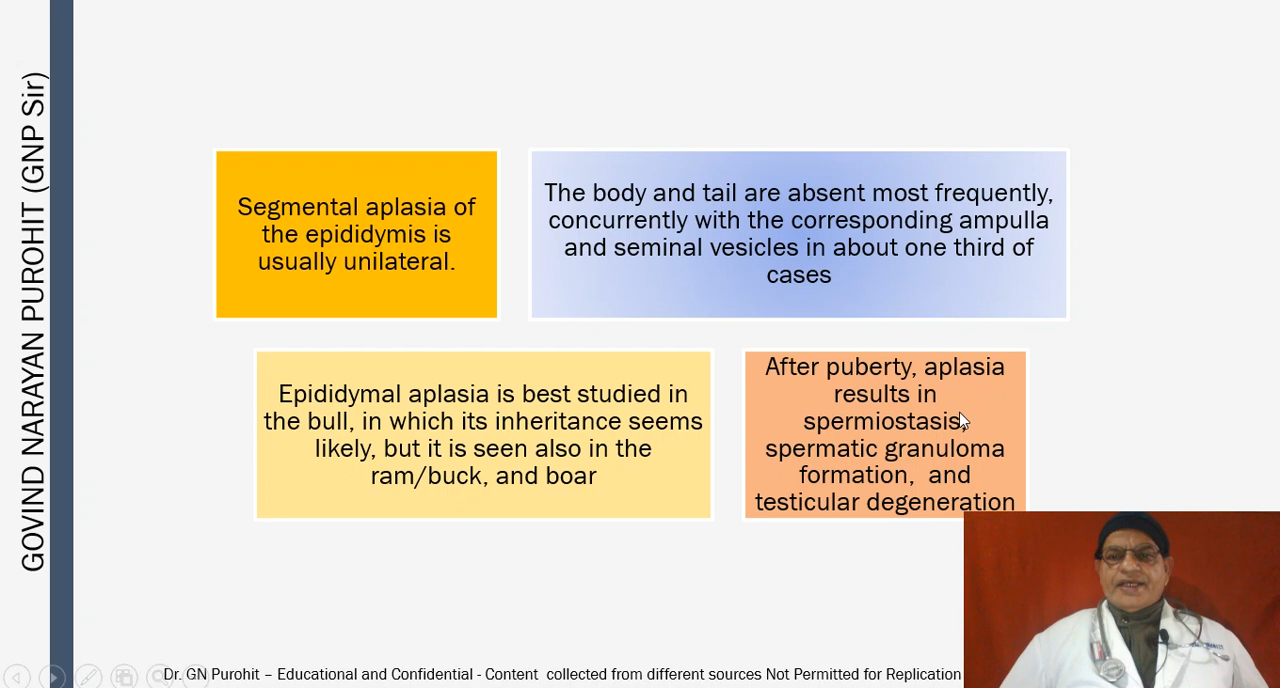 GOVIND NARAYAN PUROHIT (GNP Sir)
Segmental aplasia of
the epididymis is
usually unilateral.
The body and tail are absent most frequently,
concurrently with the corresponding ampulla
and seminal vesicles in about one third of
cases
Epididymal aplasia is best studied in
the bull, in which its inheritance seems
likely, but it is seen also in the
ram/buck, and boar
After puberty, aplasia
results in
spermiostasis,
spermatic granuloma
formation, and
testicular degeneration
Dr. GN Purohit – Educational and Confidential - Content collected from different sources Not Permitted for Replication